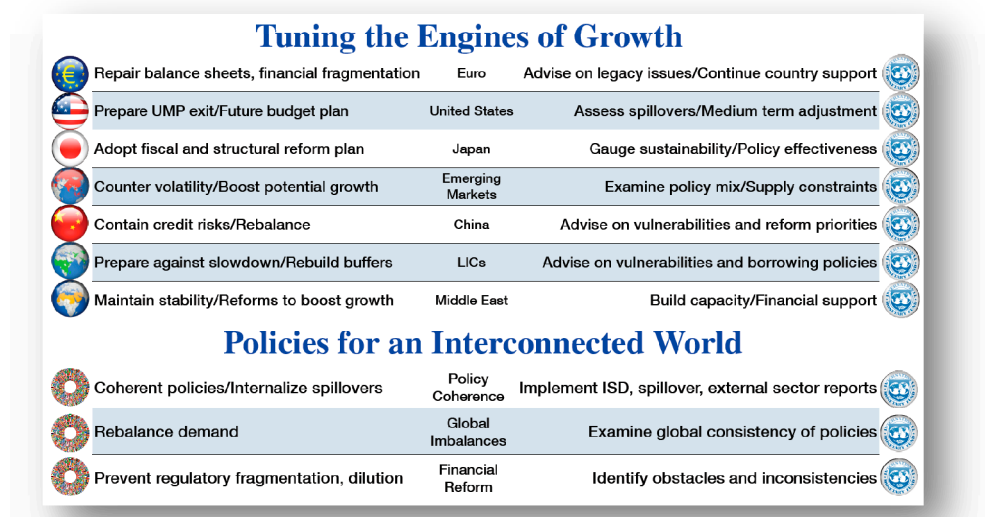 Tuning the Engines of Growth
Repair balance sheets, financial fragmentation Euro Advise on legacy issues/Continue country support
Prepare UMP exit/Future budget plan United States Assess spillovers/Medium term adjustment
Adopt fiscal and structural reform plan Japan Gauge sustainability/Policy effectiveness
Counter volatility/Boost potential growth Emerging Markets Examine policy mix/Supply constraints
Contain credit risks/Rebalance China Advise on vulnerabilities and reform priorities
Prepare against slowdown/Rebuild buffers LICs Advise on vulnerabilities and borrowing policies
Maintain stability/Reforms to boost growth Middle East Build capacity/Financial support
Policies for an Interconnected World
Coherent policies/Internalize spillovers Policy Coherence Implement ISD, spillover, external sector reports
Rebalance demand Global Imbalances Examine global consistency of policies
Prevent regulatory fragmentation, dilution Financial Reform Identify obstacles and inconsistencies